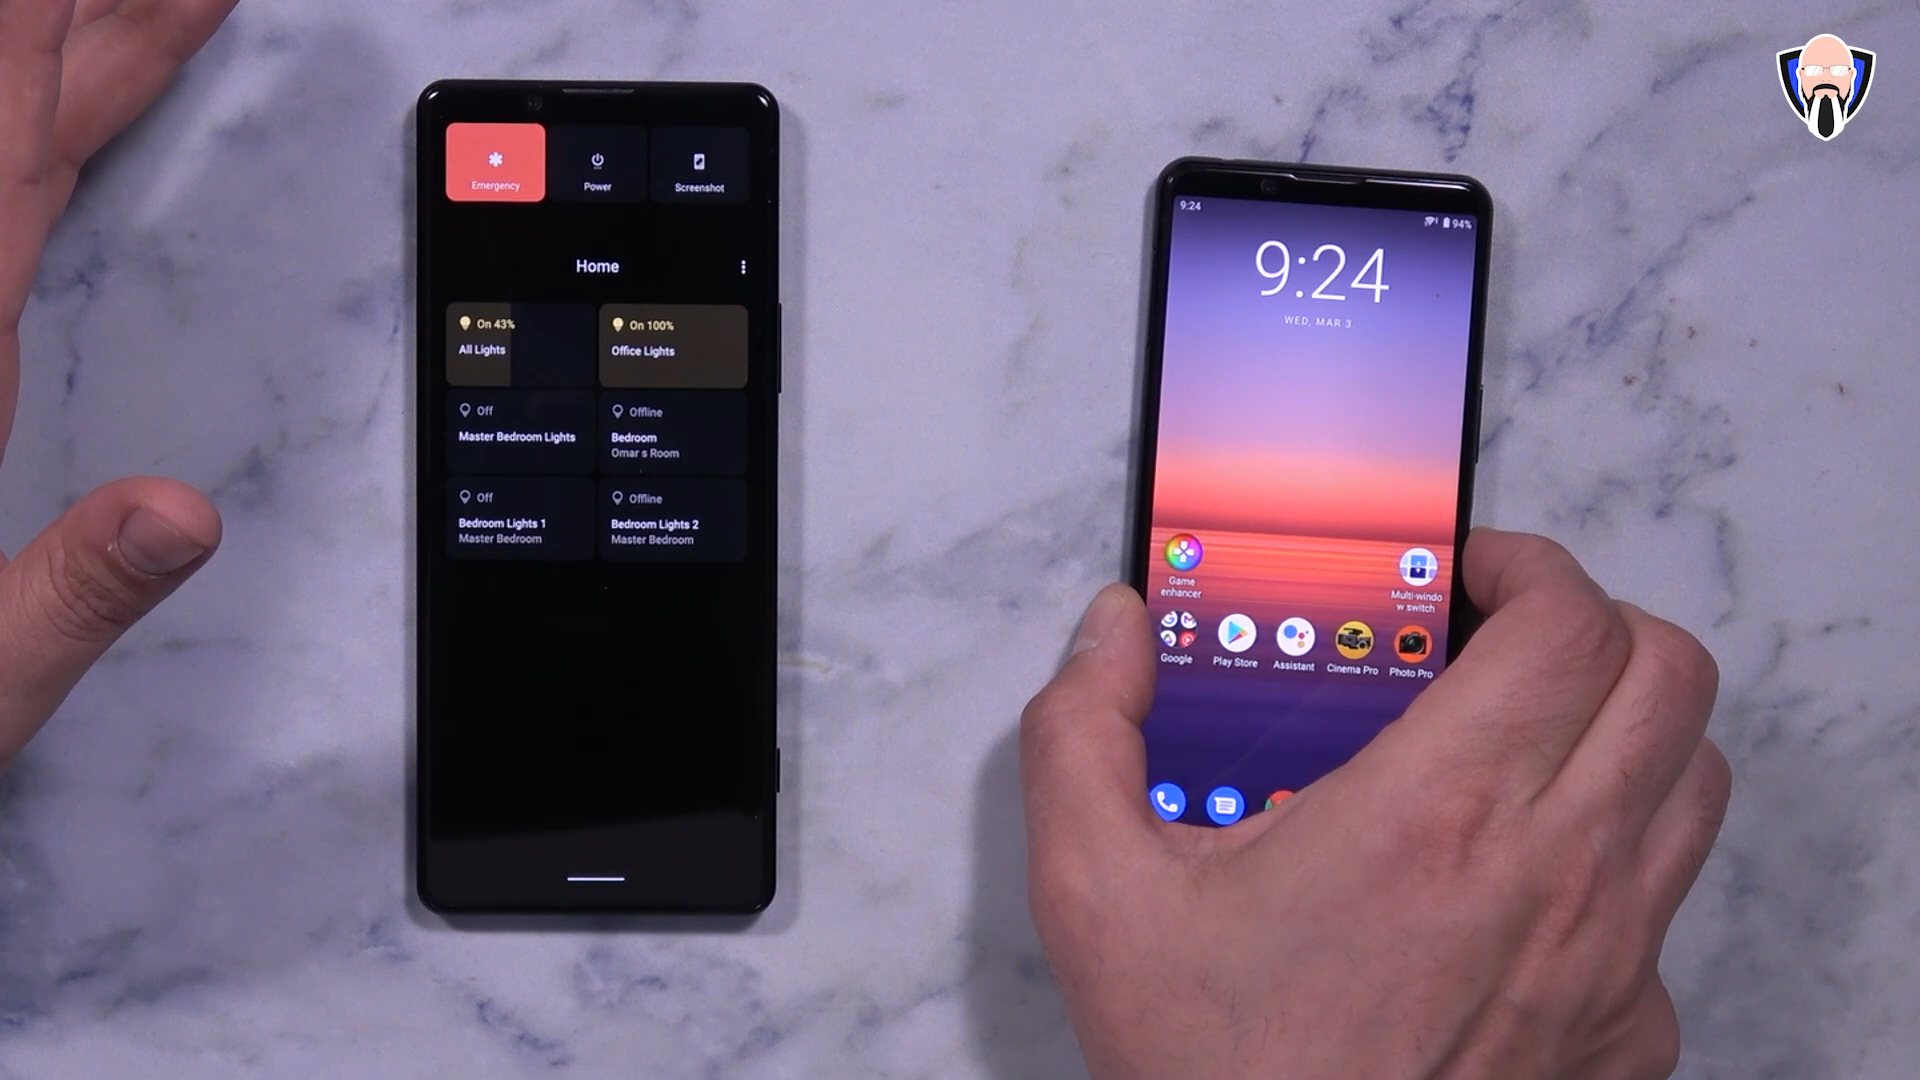 Emergency
Power
Screenshot
Home
On 43%
All Lights
On 100%
Office Lights
Off
Master Bedroom Lights
Offline
Bedroom
Omar s Room
Off
Bedroom Lights 1
Master Bedroom
Offline
Bedroom Lights 2
Master Bedroom
9:24
94%
9:24
WED, MAR 3
Game
enhancer
Multi-windo
w switch
Google
Play Store
Assistant
Cinema Pro
Photo Pro